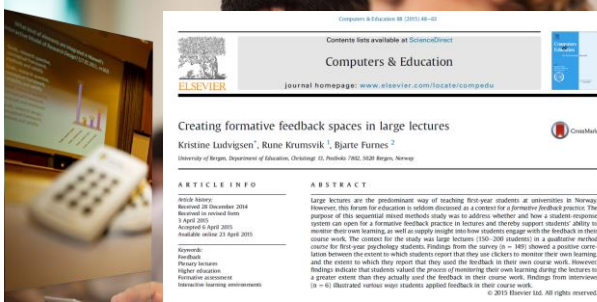 Computers & Education 88 (2015) 48–63
Contents lists available at ScienceDirect
Computers & Education
journal homepage: www.elsevier.com/locate/compedu
ELSEVIER
Creating formative feedback spaces in large lectures
CrossMark
Kristine Ludvigsen*, Rune Krumsvik 1, Bjarte Furnes 2
University of Bergen, Department of Education, Christiesgt 13, Postboks 7802, 5020 Bergen, Norway
ARTICLE INFO
Article history:
Received 28 December 2014
Received in revised form
3 April 2015
Accepted 6 April 2015
Available online 23 April 2015
Keywords:
Feedback
Plenary lectures
Higher education
Formative assessment
Interactive learning environments
ABSTRACT
Large lectures are the predominant way of teaching first-year students at universities in Norway.
However, this forum for education is seldom discussed as a context for a formative feedback practice. The
purpose of this sequential mixed methods study was to address whether and how a student-response
system can open for a formative feedback practice in lectures and thereby support students' ability to
monitor their own learning, as well as supply insight into how students engage with the feedback in their
course work. The context for the study was large lectures (150–200 students) in a qualitative method
course for first-year psychology students. Findings from the survey (n = 149) showed a positive corre-
lation between the extent to which students report that they use clickers to monitor their own learning
and the extent to which they report that they used the feedback in their own course work. However,
findings indicate that students valued the process of monitoring their own learning during the lectures to
a greater extent than they actually used the feedback in their course work. Findings from interviews
(n = 6) illustrated various ways students applied feedback in their course work.
© 2015 Elsevier Ltd. All rights reserved.